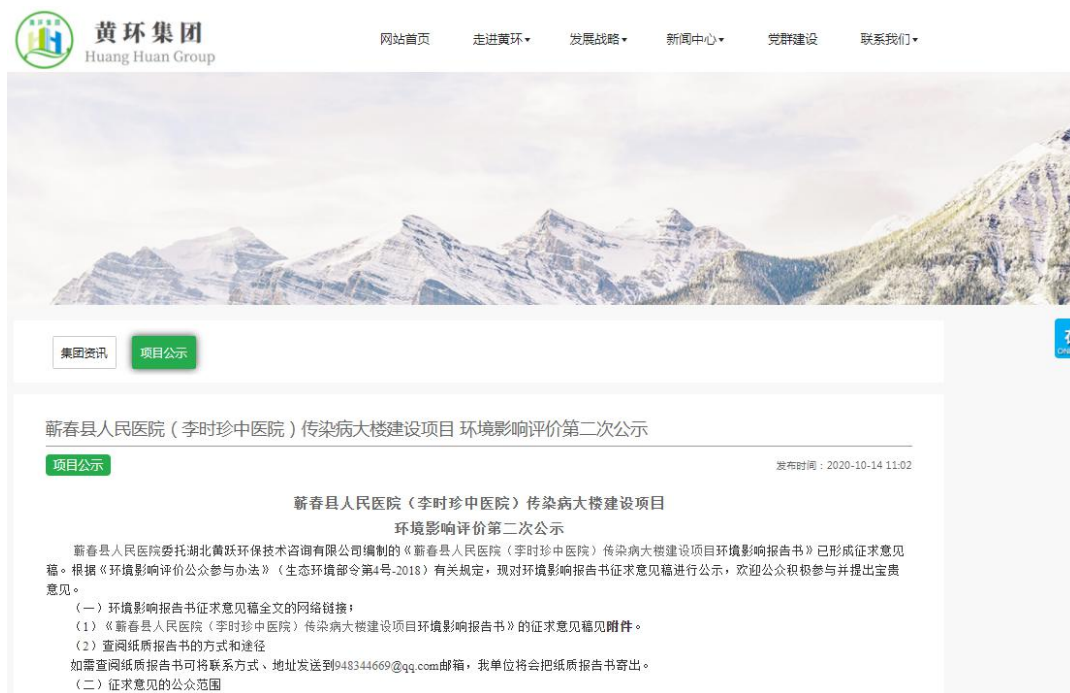 黄环集团
Huang Huan Group
网站首页 走进黄环▾ 发展战略▾ 新闻中心▾ 党群建设 联系我们▾
集团资讯 项目公示
蕲春县人民医院（李时珍中医院）传染病大楼建设项目 环境影响评价第二次公示
项目公示 发布时间：2020-10-14 11:02
蕲春县人民医院（李时珍中医院）传染病大楼建设项目
环境影响评价第二次公示
蕲春县人民医院委托湖北黄跃环保技术咨询有限公司编制的《蕲春县人民医院（李时珍中医院）传染病大楼建设项目环境影响报告书》已形成征求意见
稿。根据《环境影响评价公众参与办法》（生态环境部令第4号-2018）有关规定，现对环境影响报告书征求意见稿进行公示，欢迎公众积极参与并提出宝贵
意见。
（一）环境影响报告书征求意见稿全文的网络链接；
（1）《蕲春县人民医院（李时珍中医院）传染病大楼建设项目环境影响报告书》的征求意见稿见附件。
（2）查阅纸质报告书的方式和途径
如需查阅纸质报告书可将联系方式、地址发送到948344669@qq.com邮箱，我单位将会把纸质报告书寄出。
（二）征求意见的公众范围